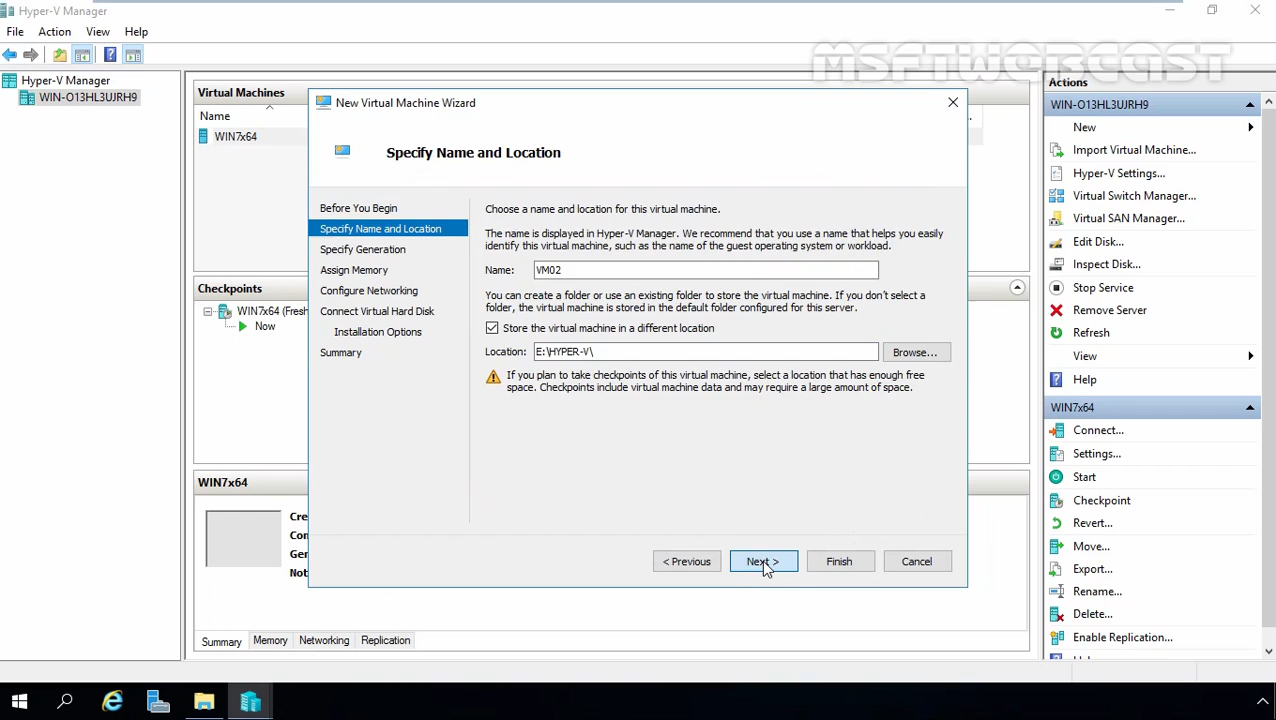 Hyper-V Manager
File Action View Help
MSFTWEBCAST
Hyper-V Manager
WIN-O13HL3UJRH9
Virtual Machines
Name
WIN7x64
Checkpoints
WIN7x64 (Fresh
Now
WIN7x64
Cre
Con
Gen
Not
Summary Memory Networking Replication
New Virtual Machine Wizard
Specify Name and Location
Before You Begin
Specify Name and Location
Specify Generation
Assign Memory
Configure Networking
Connect Virtual Hard Disk
Installation Options
Summary
Choose a name and location for this virtual machine.
The name is displayed in Hyper-V Manager. We recommend that you use a name that helps you easily
identify this virtual machine, such as the name of the guest operating system or workload.
Name: VM02
You can create a folder or use an existing folder to store the virtual machine. If you don't select a
folder, the virtual machine is stored in the default folder configured for this server.
Store the virtual machine in a different location
Location: E:\HYPER-V\ Browse...
If you plan to take checkpoints of this virtual machine, select a location that has enough free
space. Checkpoints include virtual machine data and may require a large amount of space.
< Previous Next > Finish Cancel
Actions
WIN-O13HL3UJRH9
New
Import Virtual Machine...
Hyper-V Settings...
Virtual Switch Manager...
Virtual SAN Manager...
Edit Disk...
Inspect Disk...
Stop Service
Remove Server
Refresh
View
Help
WIN7x64
Connect...
Settings...
Start
Checkpoint
Revert...
Move...
Export...
Rename...
Delete...
Enable Replication...